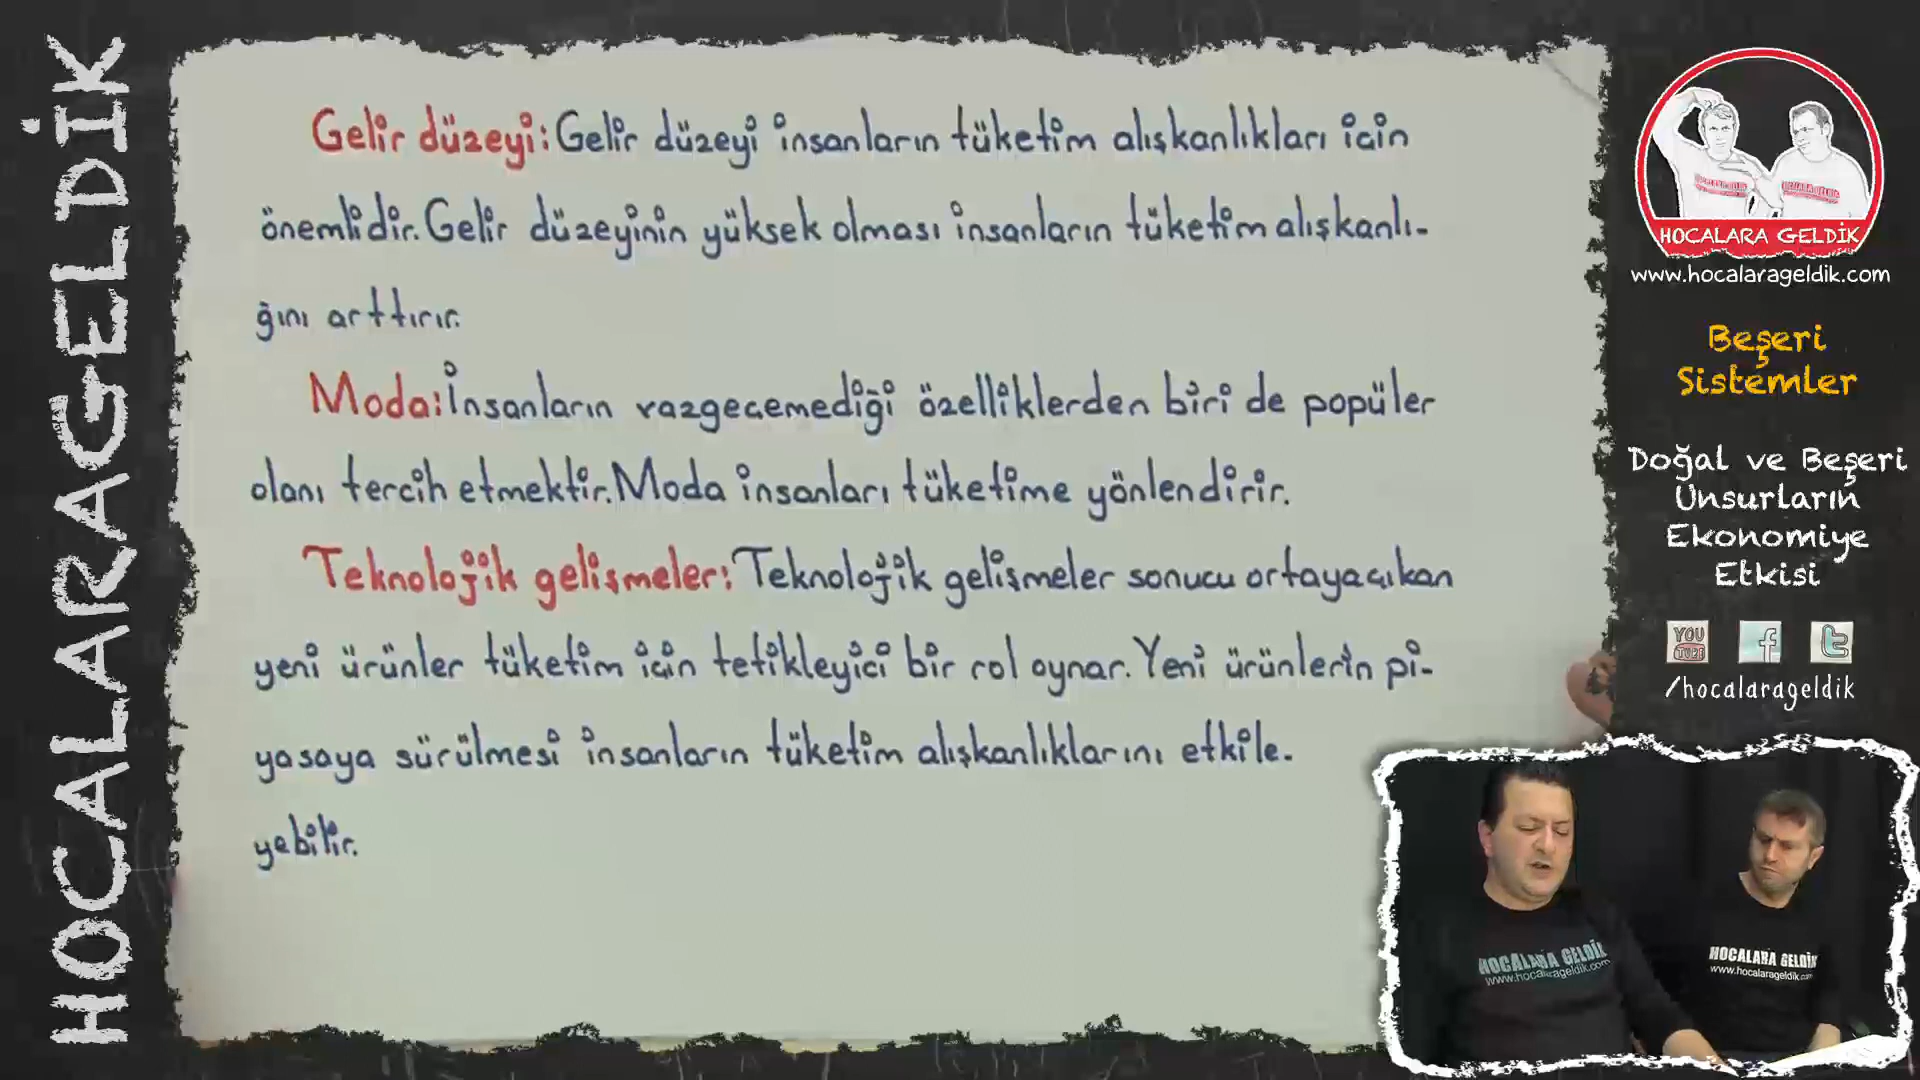 HOCALARAGELDİK
Gelir düzeyi: Gelir düzeyi insanların tüketim alışkanlıkları için
önemlidir. Gelir düzeyinin yüksek olması insanların tüketim alışkanlı-
ğını arttırır.
Moda: İnsanların vazgeçemediği özelliklerden biri de popüler
olanı tercih etmektir. Moda insanları tüketime yönlendirir.
Teknolojik gelişmeler: Teknolojik gelişmeler sonucu ortaya çıkan
yeni ürünler tüketim için tetikleyici bir rol oynar. Yeni ürünlerin pi-
yasaya sürülmesi insanların tüketim alışkanlıklarını etkile-
yebilir.
HOCALARA GELDİK
www.hocalarageldik.com
Beşeri
Sistemler
Doğal ve Beşeri
Unsurların
Ekonomiye
Etkisi
YOU
TUBE
f
t
/hocalarageldik
HOCALARA GELDİK
www.hocalarageldik.com
HOCALARA GELDİK
www.hocalarageldik.com